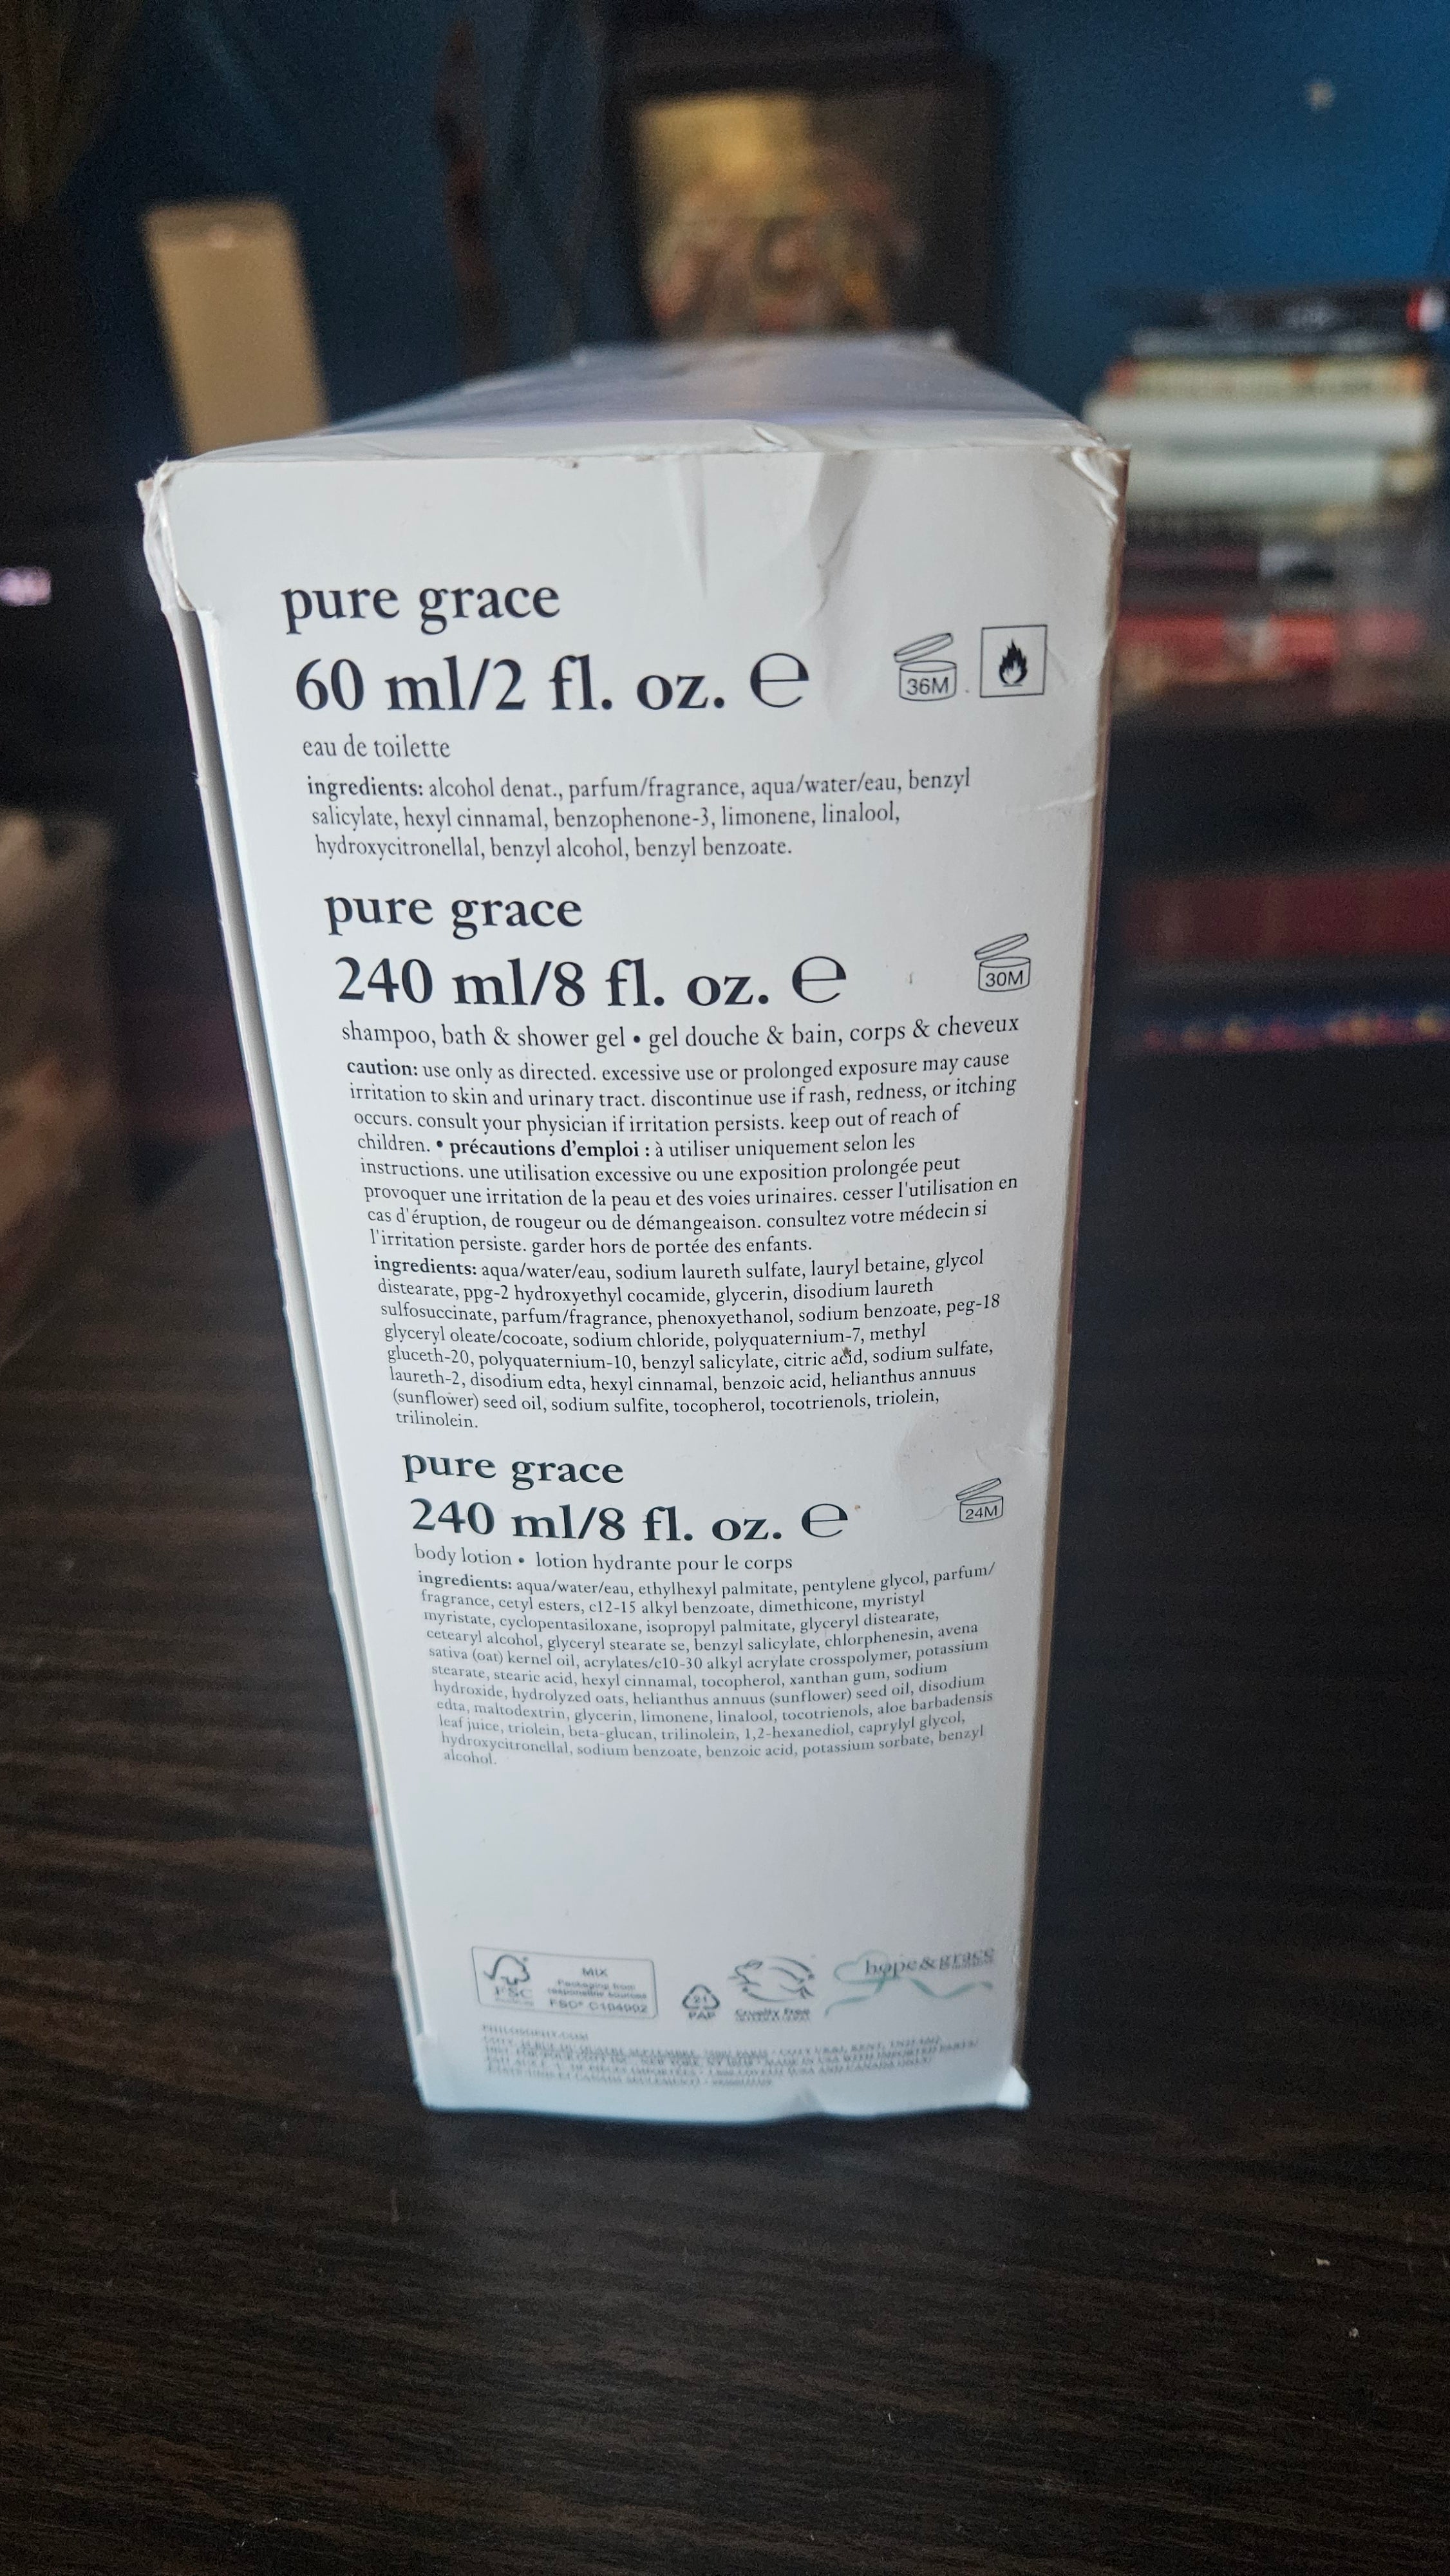 pure grace
60 ml/2 fl. oz. ℮
36M
eau de toilette
ingredients: alcohol denat., parfum/fragrance, aqua/water/eau, benzyl
salicylate, hexyl cinnamal, benzophenone-3, limonene, linalool,
hydroxycitronellal, benzyl alcohol, benzyl benzoate.
pure grace
240 ml/8 fl. oz. ℮
30M
shampoo, bath & shower gel • gel douche & bain, corps & cheveux
caution: use only as directed. excessive use or prolonged exposure may cause
irritation to skin and urinary tract. discontinue use if rash, redness, or itching
occurs. consult your physician if irritation persists. keep out of reach of
children. • précautions d'emploi : à utiliser uniquement selon les
instructions. une utilisation excessive ou une exposition prolongée peut
provoquer une irritation de la peau et des voies urinaires. cesser l'utilisation en
cas d'éruption, de rougeur ou de démangeaison. consultez votre médecin si
l'irritation persiste. garder hors de portée des enfants.
ingredients: aqua/water/eau, sodium laureth sulfate, lauryl betaine, glycol
distearate, ppg-2 hydroxyethyl cocamide, glycerin, disodium laureth
sulfosuccinate, parfum/fragrance, phenoxyethanol, sodium benzoate, peg-18
glyceryl oleate/cocoate, sodium chloride, polyquaternium-7, methyl
gluceth-20, polyquaternium-10, benzyl salicylate, citric acid, sodium sulfate,
laureth-2, disodium edta, hexyl cinnamal, benzoic acid, helianthus annuus
(sunflower) seed oil, sodium sulfite, tocopherol, tocotrienols, triolein,
trilinolein.
pure grace
240 ml/8 fl. oz. ℮
24M
body lotion • lotion hydrante pour le corps
ingredients: aqua/water/eau, ethylhexyl palmitate, pentylene glycol, parfum/
fragrance, cetyl esters, c12-15 alkyl benzoate, dimethicone, myristyl
myristate, cyclopentasiloxane, isopropyl palmitate, glyceryl distearate,
cetearyl alcohol, glyceryl stearate se, benzyl salicylate, chlorphenesin, avena
sativa (oat) kernel oil, acrylates/c10-30 alkyl acrylate crosspolymer, potassium
stearate, stearic acid, hexyl cinnamal, tocopherol, xanthan gum, sodium
hydroxide, hydrolyzed oats, helianthus annuus (sunflower) seed oil, disodium
edta, maltodextrin, glycerin, limonene, linalool, tocotrienols, aloe barbadensis
leaf juice, triolein, beta-glucan, trilinolein, 1,2-hexanediol, caprylyl glycol,
hydroxycitronellal, sodium benzoate, benzoic acid, potassium sorbate, benzyl
alcohol.
FSC
MIX
Packaging from
responsible sources
FSC® C104002
21
PAP
Cruelty Free
hope&grace
PHILOSOPHY.COM